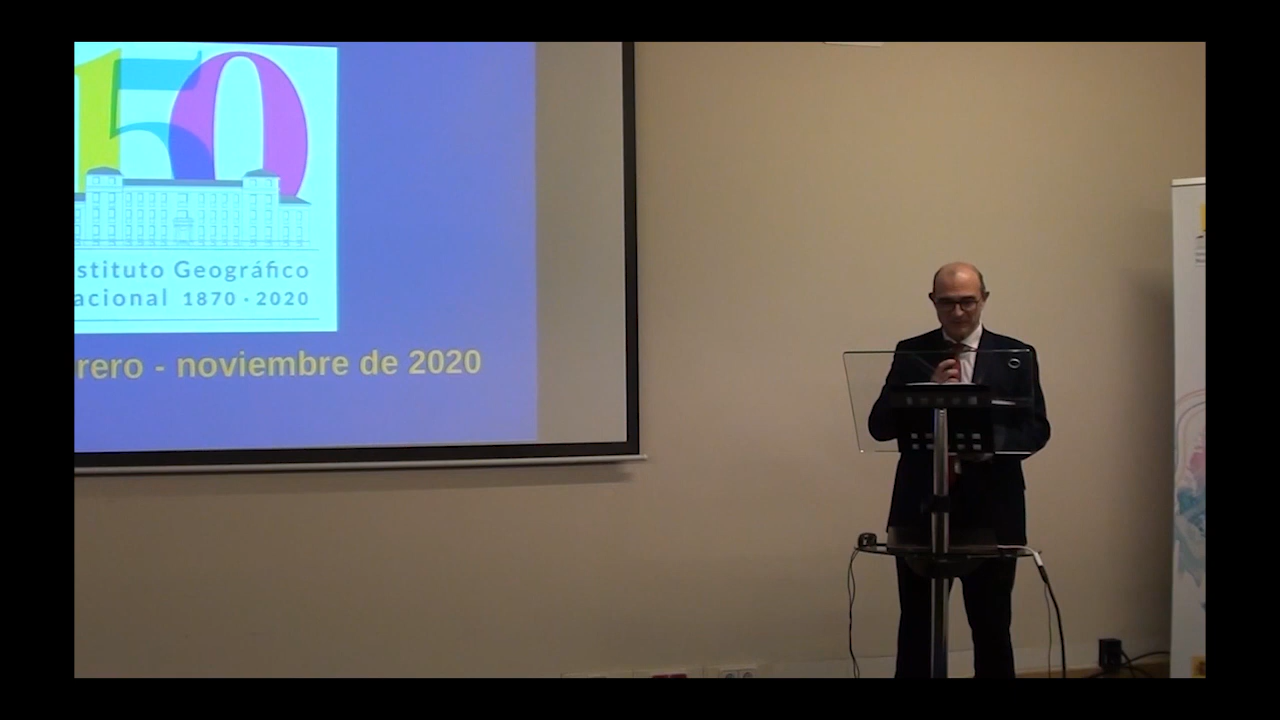 150
stituto Geográfico
acional 1870 · 2020
rero - noviembre de 2020